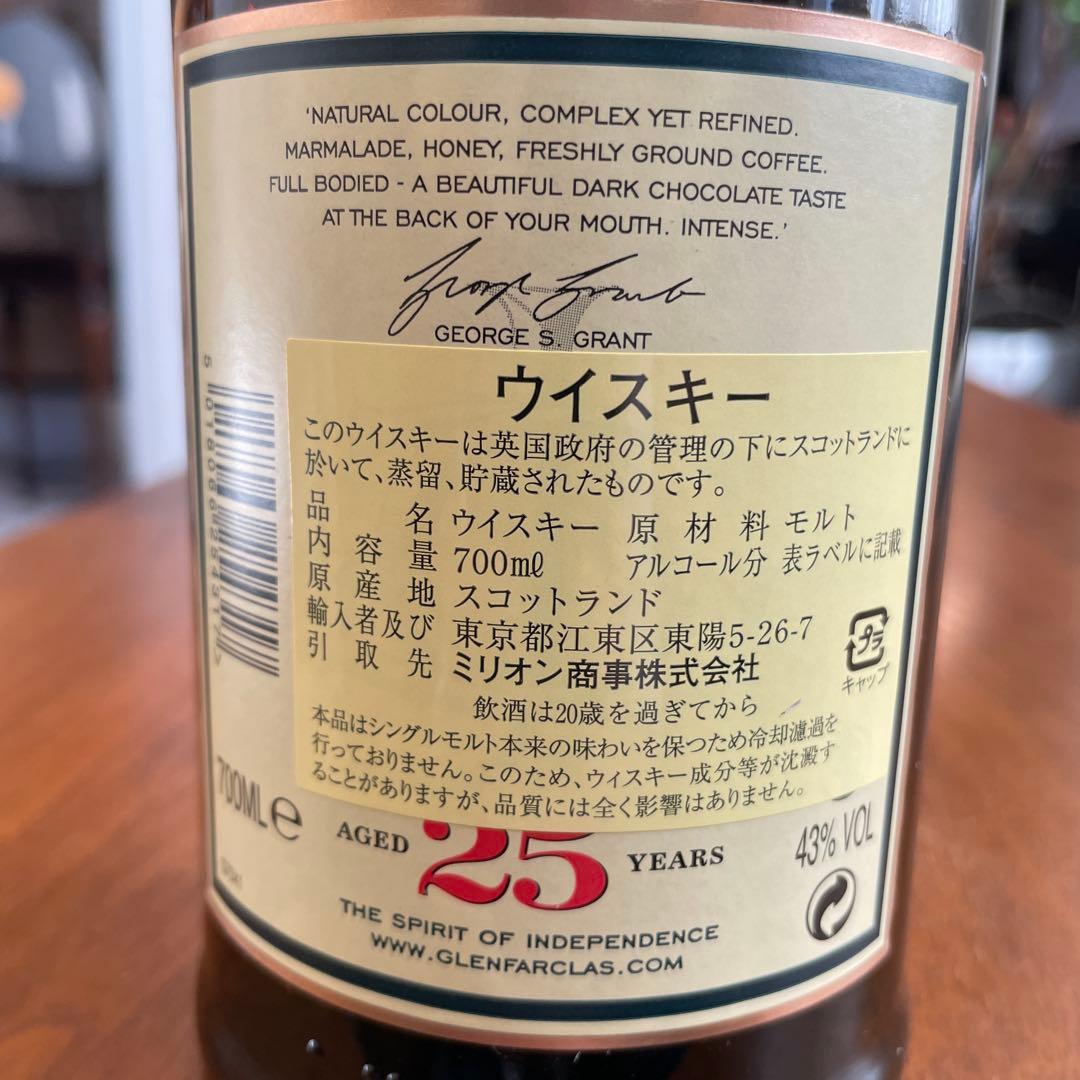 'NATURAL COLOUR, COMPLEX YET REFINED.
MARMALADE, HONEY, FRESHLY GROUND COFFEE.
FULL BODIED - A BEAUTIFUL DARK CHOCOLATE TASTE
AT THE BACK OF YOUR MOUTH. INTENSE.'
George Grant
GEORGE S. GRANT
ウイスキー
このウイスキーは英国政府の管理の下にスコットランドに
於いて、蒸留、貯蔵されたものです。
品名 ウイスキー 原材料 モルト
内容量 700mℓ アルコール分 表ラベルに記載
原産地 スコットランド
輸入者及び 東京都江東区東陽5-26-7
引取先 ミリオン商事株式会社
プラ
キャップ
飲酒は20歳を過ぎてから
本品はシングルモルト本来の味わいを保つため冷却濾過を
行っておりません。このため、ウィスキー成分等が沈澱す
ることがありますが、品質には全く影響はありません。
700ML e
AGED 25 YEARS
43% VOL
THE SPIRIT OF INDEPENDENCE
WWW.GLENFARCLAS.COM